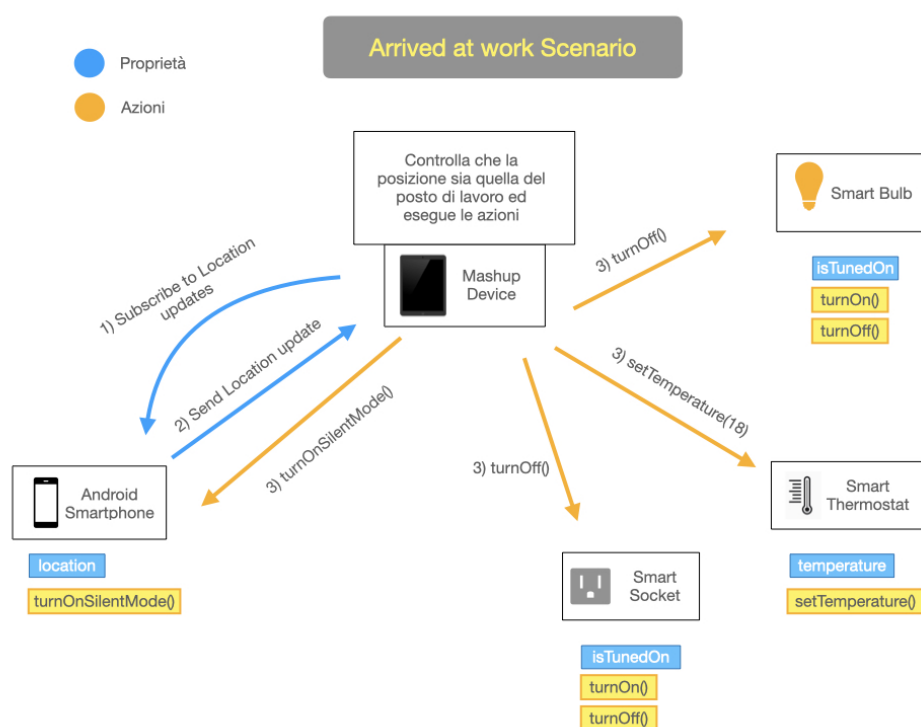 Arrived at work Scenario
Proprietà
Azioni
Controlla che la
posizione sia quella del
posto di lavoro ed
esegue le azioni
Mashup
Device
1) Subscribe to Location
updates
2) Send Location update
3) turnOnSilentMode()
3) turnOff()
3) setTemperature(18)
3) turnOff()
Smart Bulb
isTunedOn
turnOn()
turnOff()
Android
Smartphone
location
turnOnSilentMode()
Smart
Thermostat
temperature
setTemperature()
Smart
Socket
isTunedOn
turnOn()
turnOff()